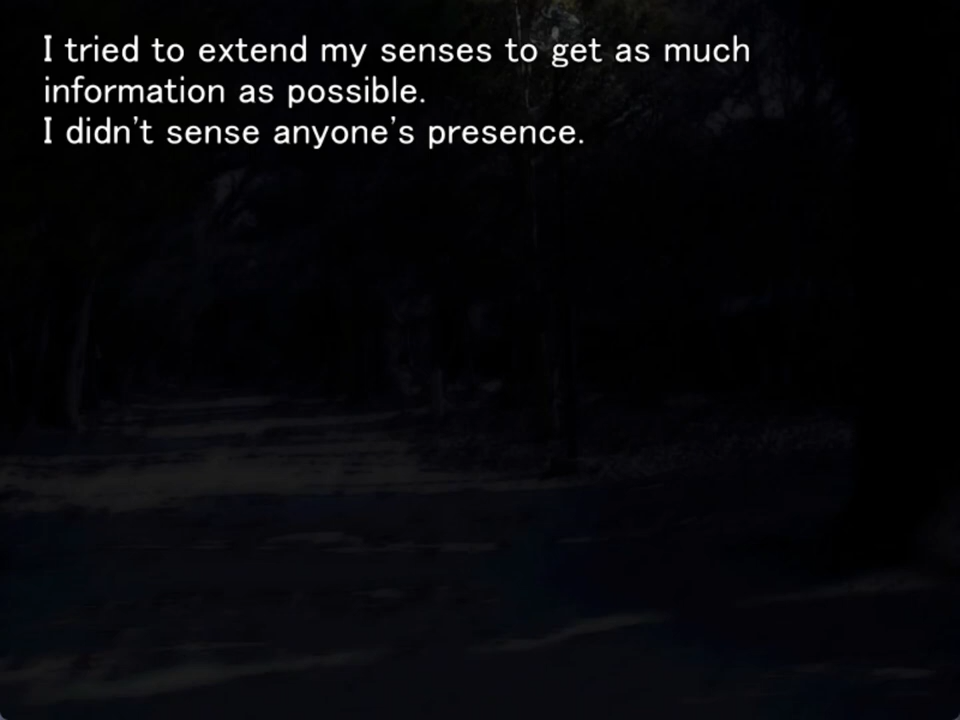 I tried to extend my senses to get as much
information as possible.
I didn't sense anyone's presence.